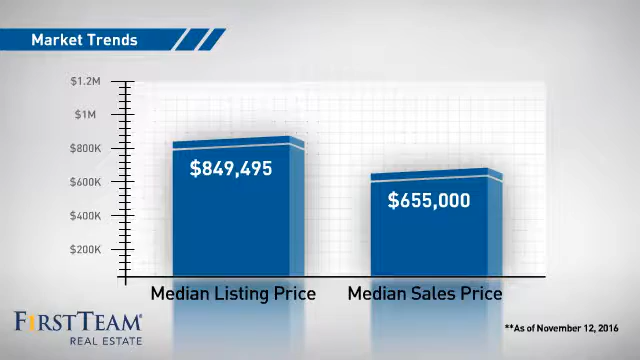 Market Trends
$1.2M
$1M
$800K
$600K
$400K
$200K
$849,495
$655,000
Median Listing Price
Median Sales Price
FIRSTTEAM®
REAL ESTATE
**As of November 12, 2016